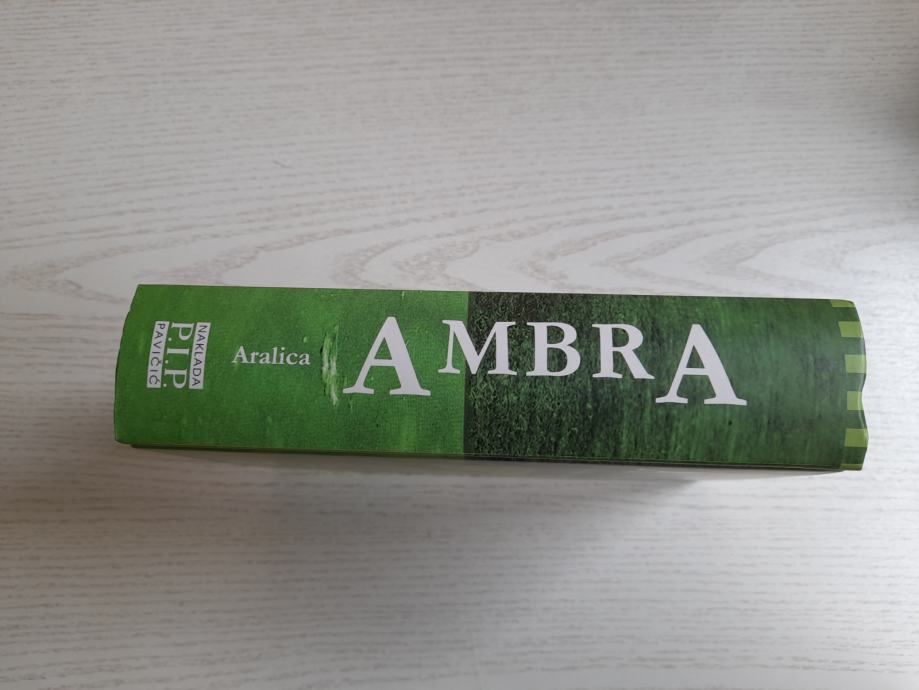 NAKLADA
P.I.P.
PAVIČIĆ
Aralica
AMBRA